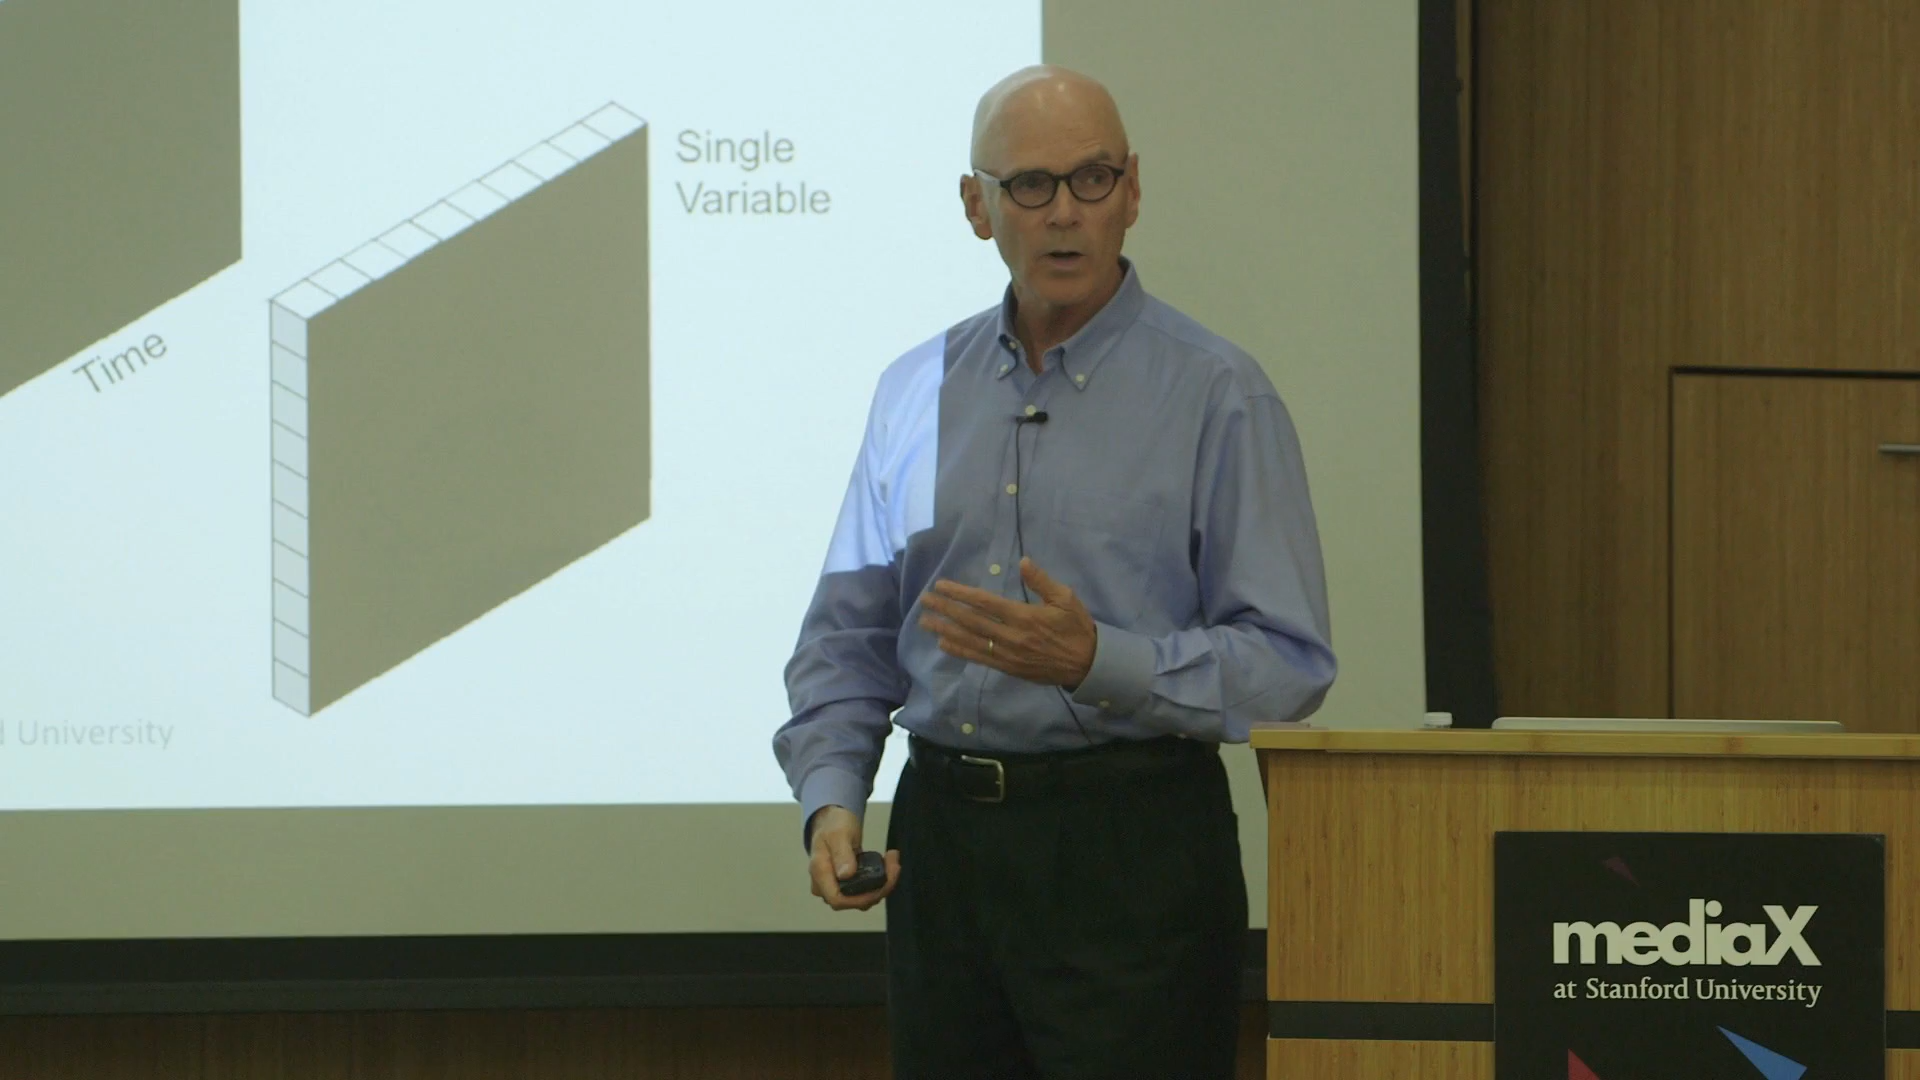 Single
Variable
Time
University
mediaX
at Stanford University